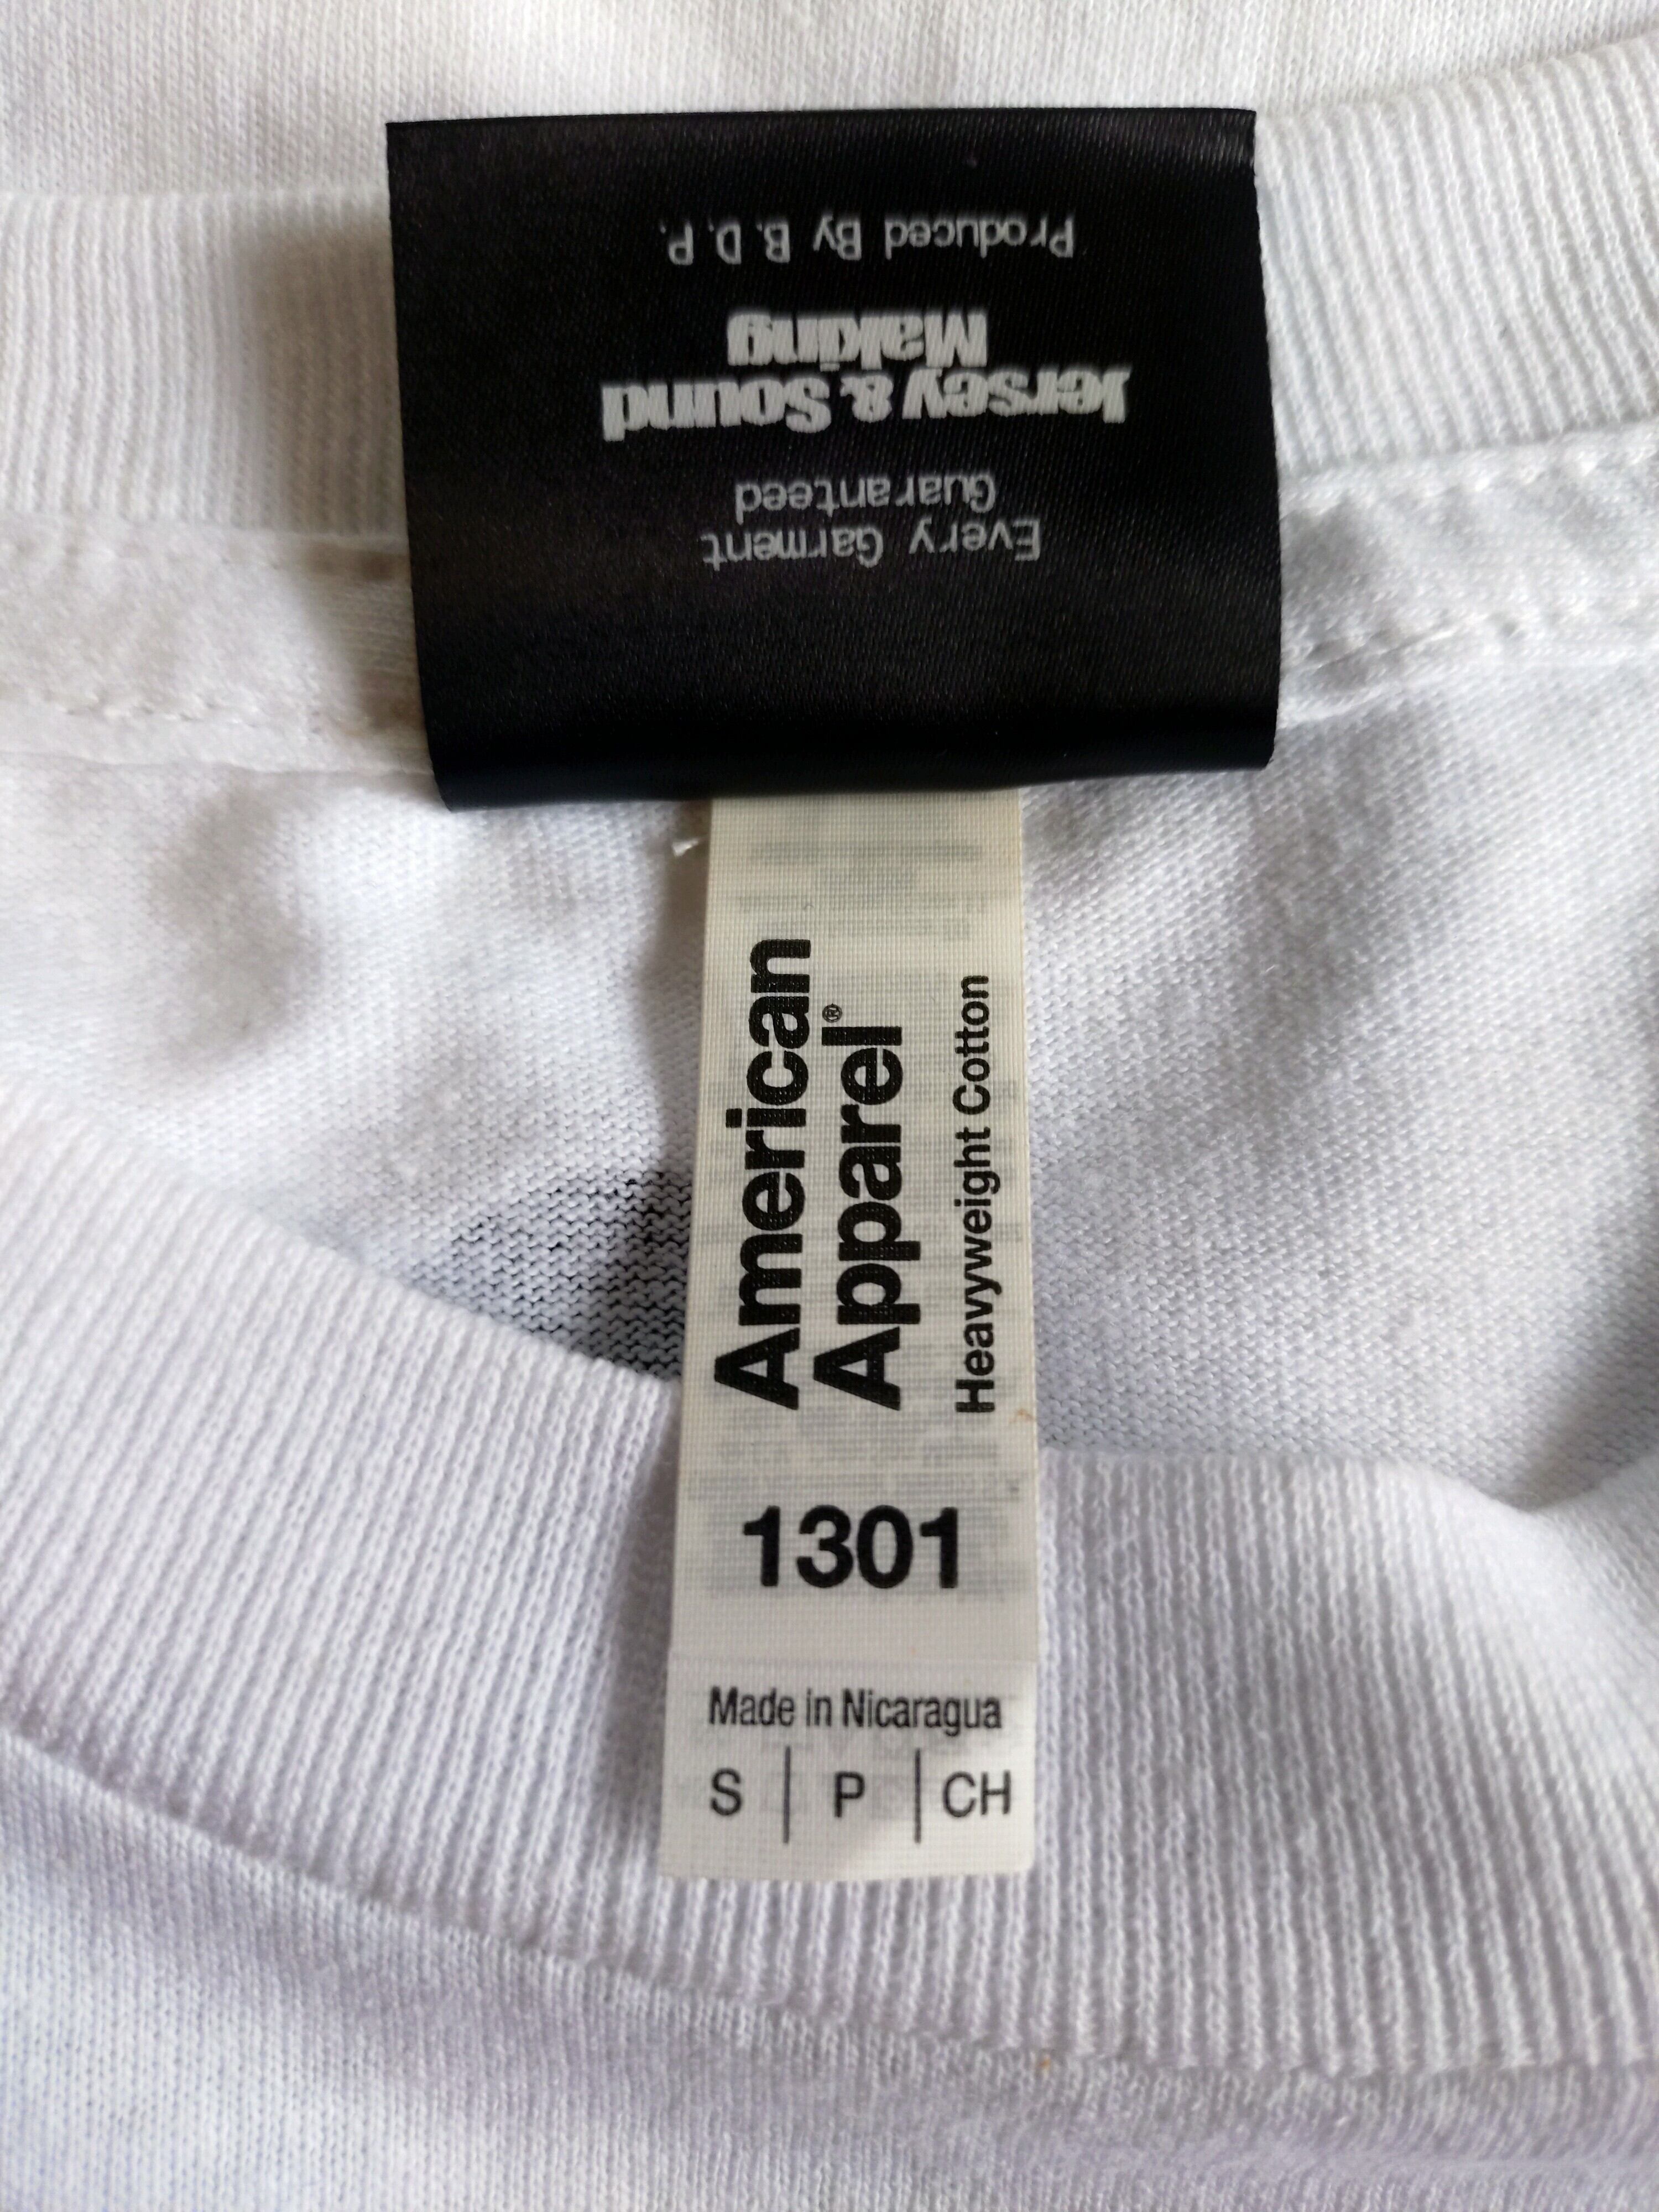 Every Garment
Guaranteed
Jersey & Sound
Making
Produced By B. D. P.
American
Apparel®
Heavyweight Cotton
1301
Made in Nicaragua
S | P | CH